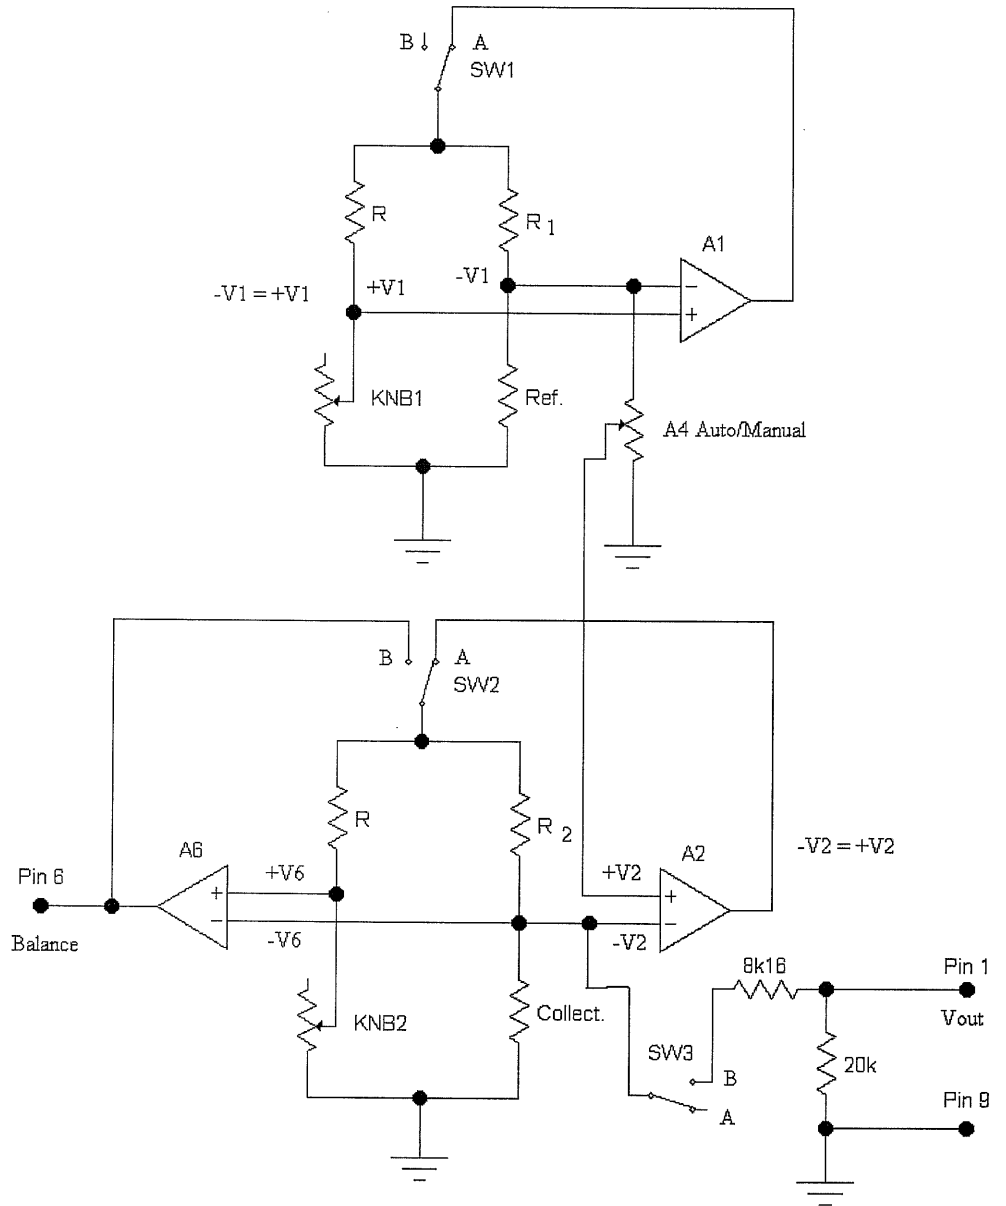 B A
SW1
R
R 1
A1
-V1 = +V1
+V1
-V1
−
+
KNB1
Ref.
A4 Auto/Manual
B A
SW2
R
R 2
A6
A2
-V2 = +V2
Pin 6
+V6
+V2
+
+
−
−
Balance
-V6
-V2
8k16
Pin 1
Vout
KNB2
Collect.
SW3
B
20k
A
Pin 9